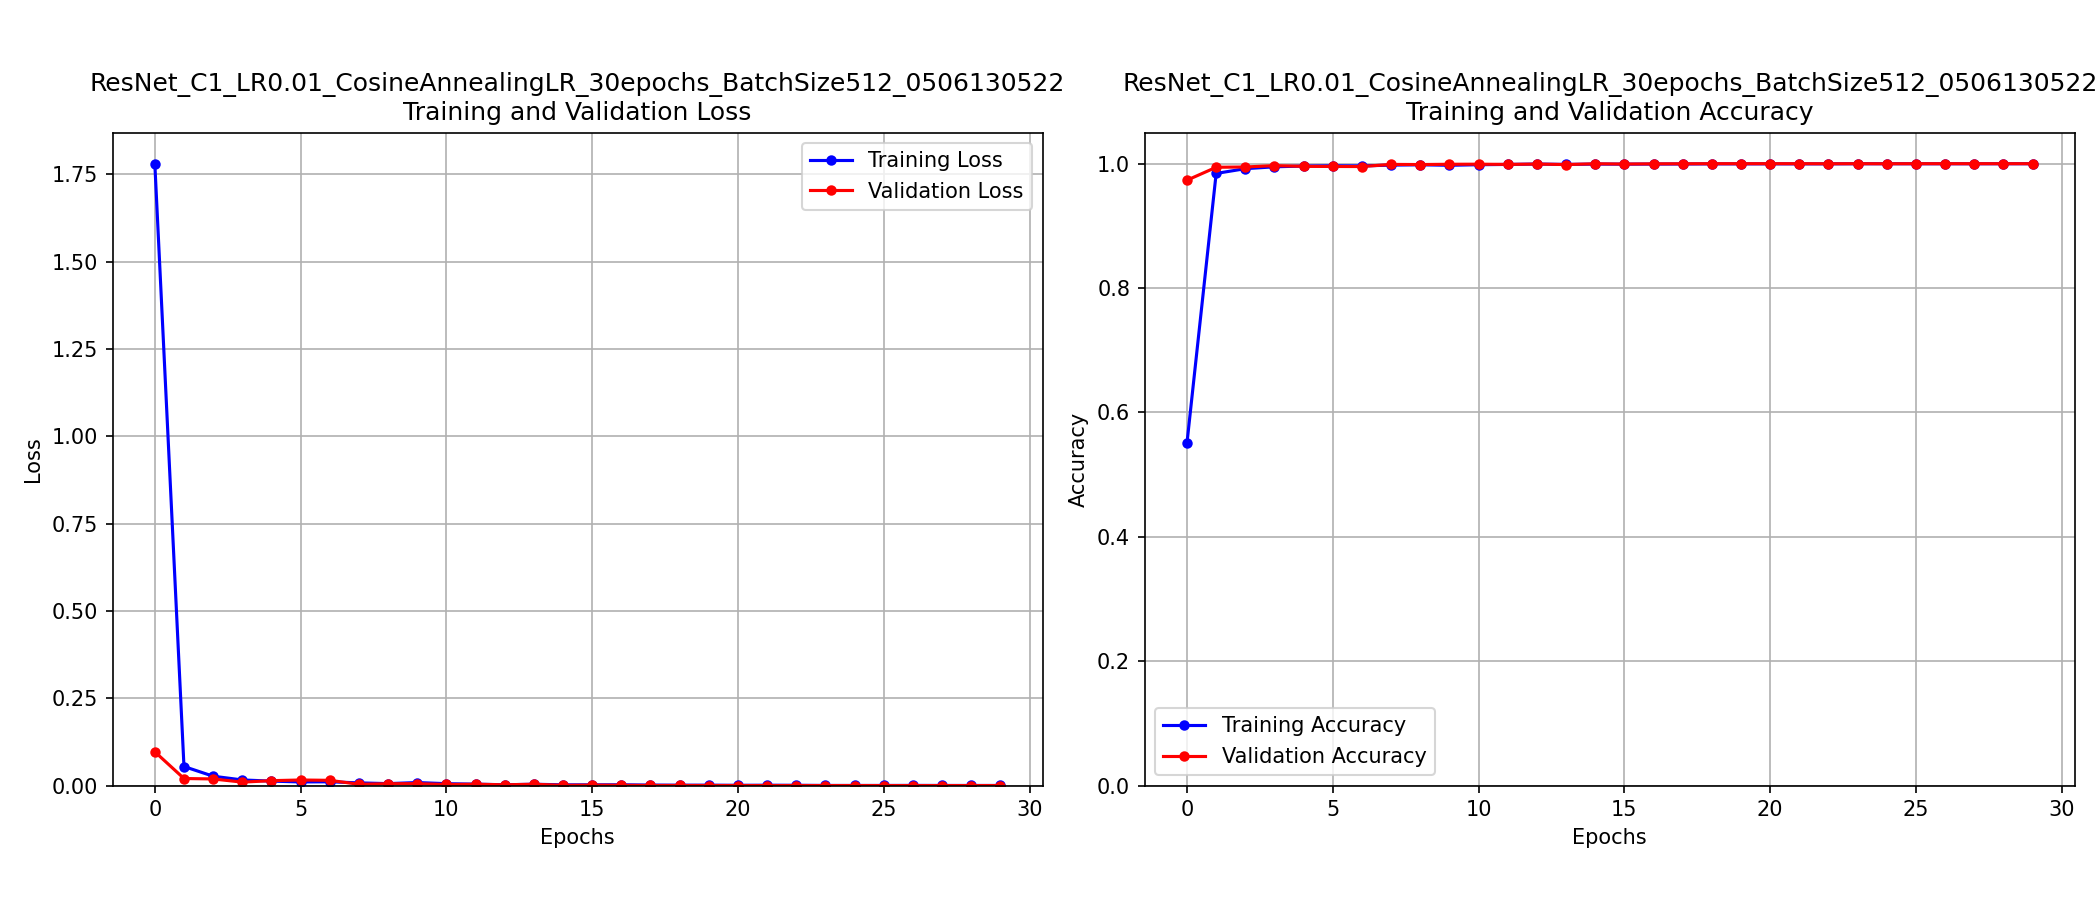 ResNet_C1_LR0.01_CosineAnnealingLR_30epochs_BatchSize512_0506130522
Training and Validation Loss
Training Loss
Validation Loss
1.75
1.50
1.25
1.00
0.75
0.50
0.25
0.00
Loss
0 5 10 15 20 25 30
Epochs
ResNet_C1_LR0.01_CosineAnnealingLR_30epochs_BatchSize512_0506130522
Training and Validation Accuracy
1.0
0.8
0.6
0.4
0.2
0.0
Accuracy
Training Accuracy
Validation Accuracy
0 5 10 15 20 25 30
Epochs